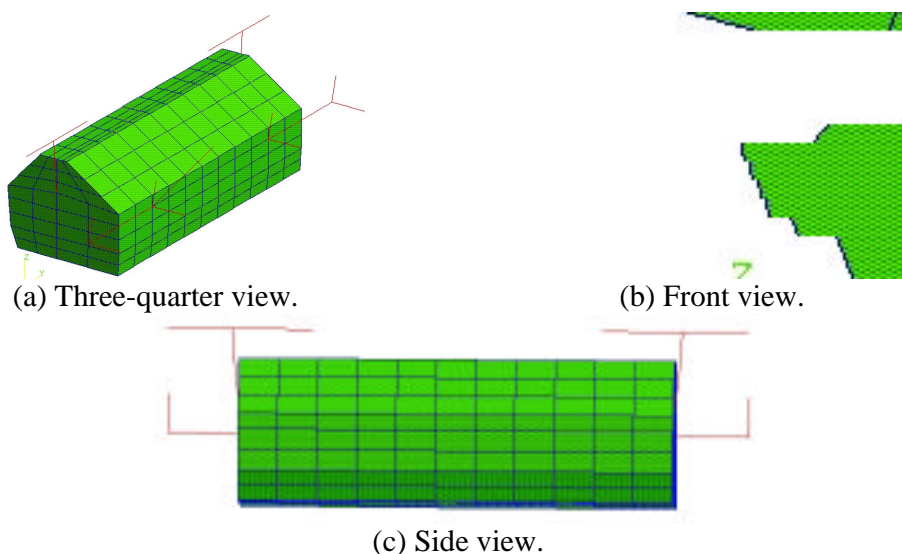 Z
Y
Z
(a) Three-quarter view.
(b) Front view.
(c) Side view.